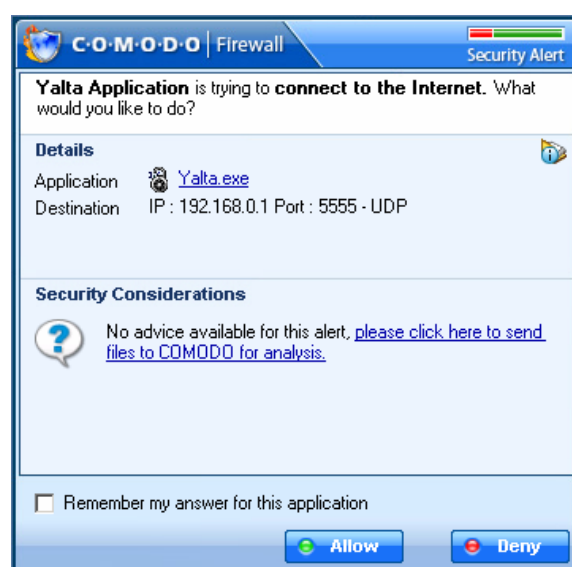 C·O·M·O·D·O | Firewall
Security Alert
Yalta Application is trying to connect to the Internet. What
would you like to do?
Details
Application Yalta.exe
Destination IP : 192.168.0.1 Port : 5555 - UDP
Security Considerations
No advice available for this alert, please click here to send
files to COMODO for analysis.
Remember my answer for this application
Allow
Deny